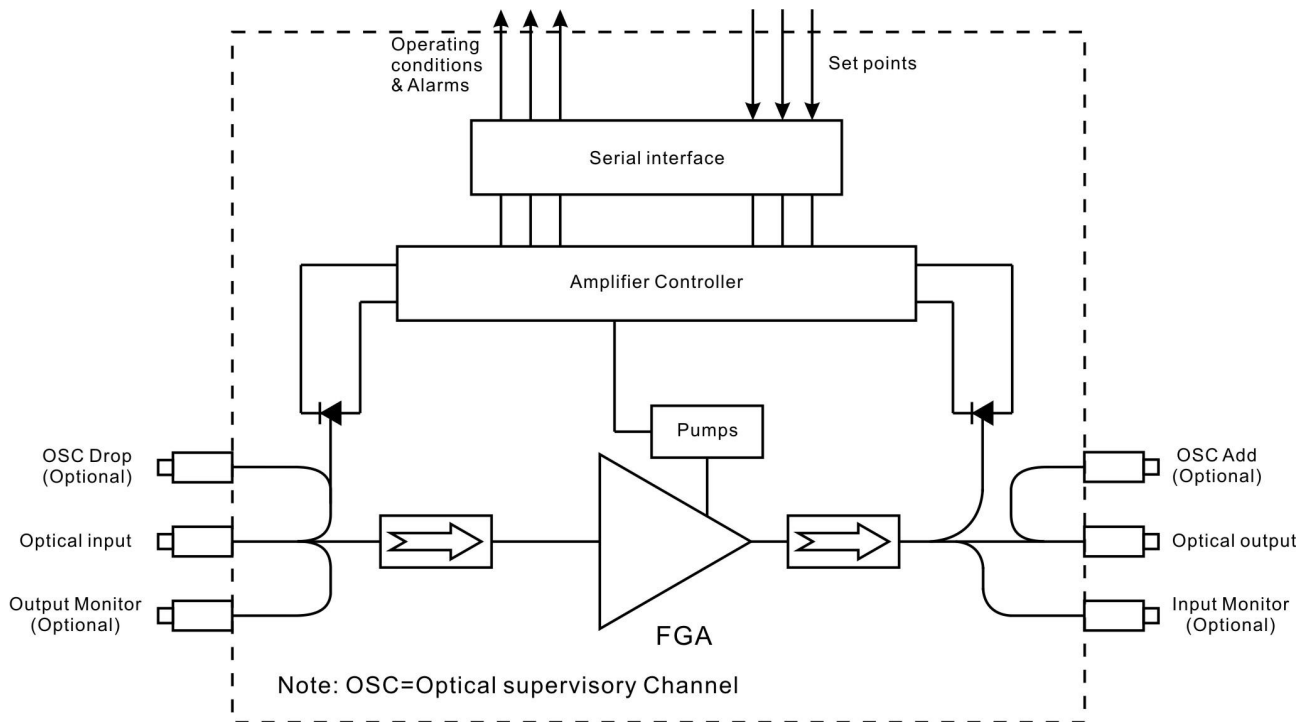 Operating
conditions
& Alarms
Set points
Serial interface
Amplifier Controller
Pumps
OSC Drop
(Optional)
OSC Add
(Optional)
Optical input
Optical output
Output Monitor
(Optional)
Input Monitor
(Optional)
FGA
Note: OSC=Optical supervisory Channel